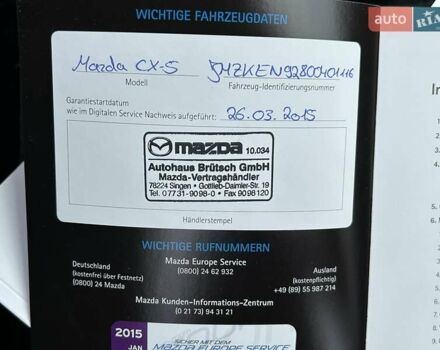 WICHTIGE FAHRZEUGDATEN
AUTO
RIA
Mazda CX-5 JMZKEN92800401116
Modell Fahrzeug-Identifizierungsnummer
Garantiestartdatum
wie im Digitalen Service Nachweis aufgeführt: 26.03.2015
mazda 10.034
Autohaus Brütsch GmbH
Mazda-Vertragshändler
78224 Singen • Gottlieb-Daimler-Str. 19
Tel. 07731-9098-0 • Fax 9098120
Händlerstempel
WICHTIGE RUFNUMMERN
Mazda Europe Service
(0800) 24 62 932
Deutschland
(kostenfrei über Festnetz)
(0800) 24 Mazda
Ausland
(kostenpflichtig)
+49 (89) 55 987 214
Mazda Kunden-Informations-Zentrum
(0 21 73) 94 31 21
2015
JAN
SICHER MIT DEM
MAZDA EUROPE SERVICE